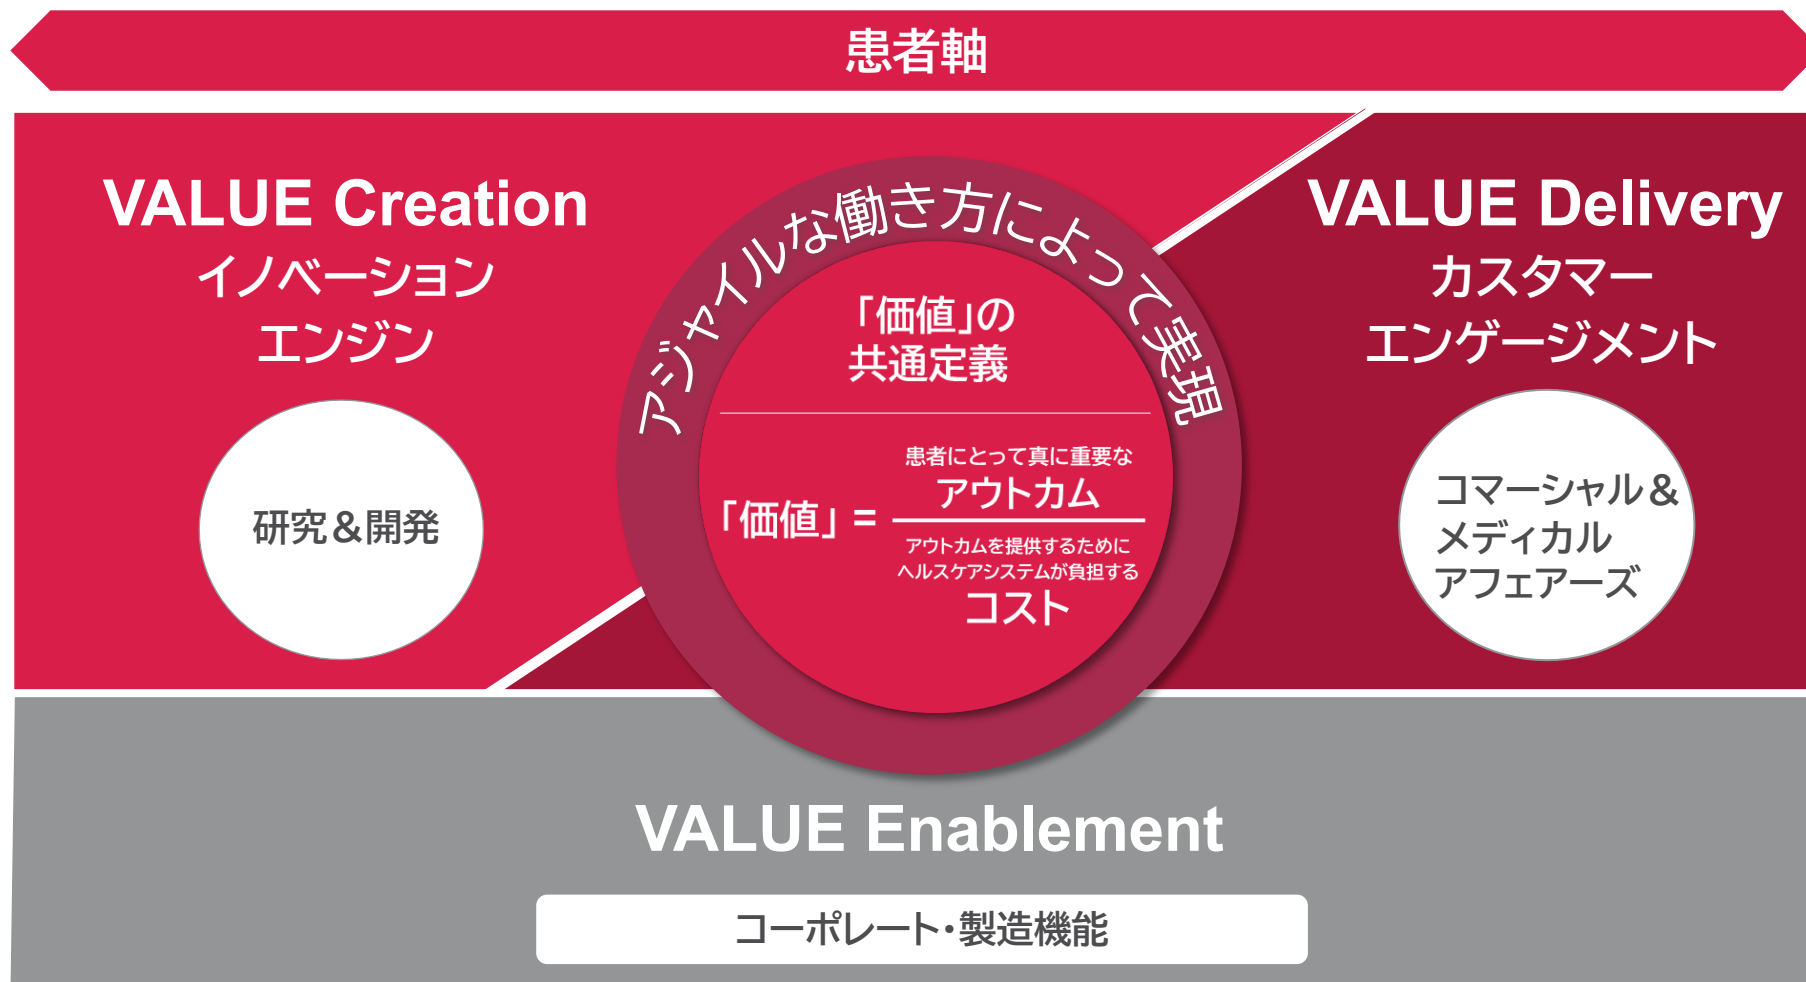 患者軸
VALUE Creation
イノベーション
エンジン
研究&開発
アジャイルな働き方によって実現
「価値」の
共通定義
「価値」=
患者にとって真に重要な
アウトカム
アウトカムを提供するために
ヘルスケアシステムが負担する
コスト
VALUE Delivery
カスタマー
エンゲージメント
コマーシャル&
メディカル
アフェアーズ
VALUE Enablement
コーポレート・製造機能